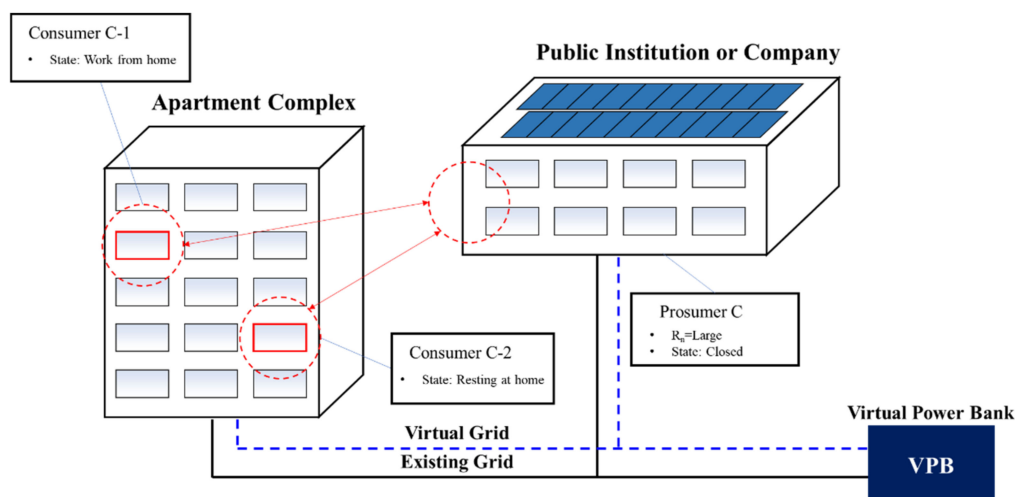 Consumer C-1
• State: Work from home
Public Institution or Company
Apartment Complex
Prosumer C
• Rn=Large
• State: Closed
Consumer C-2
• State: Resting at home
Virtual Grid
Existing Grid
Virtual Power Bank
VPB